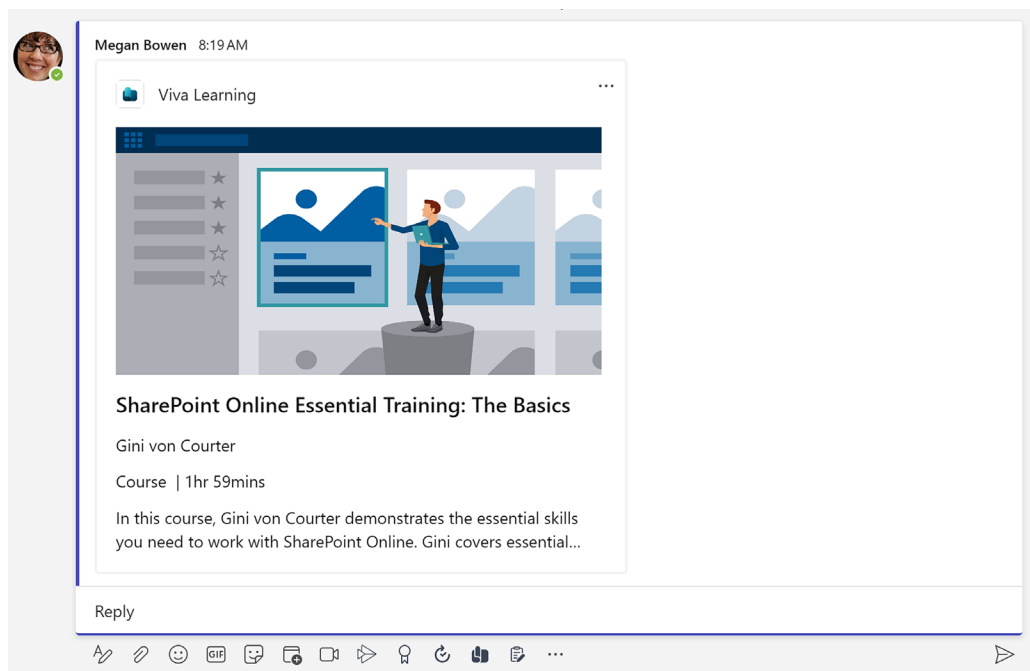 Megan Bowen 8:19 AM
Viva Learning
SharePoint Online Essential Training: The Basics
Gini von Courter
Course | 1hr 59mins
In this course, Gini von Courter demonstrates the essential skills
you need to work with SharePoint Online. Gini covers essential...
Reply
GIF